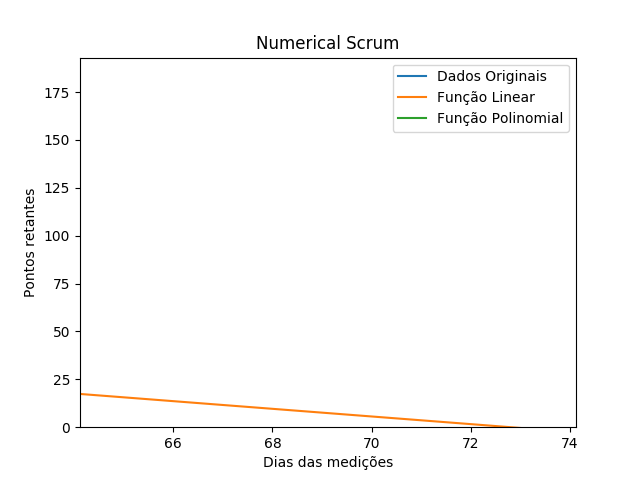 Numerical Scrum
Dados Originais
Função Linear
Função Polinomial
175
150
125
100
75
50
25
0
Pontos retantes
66
68
70
72
74
Dias das medições